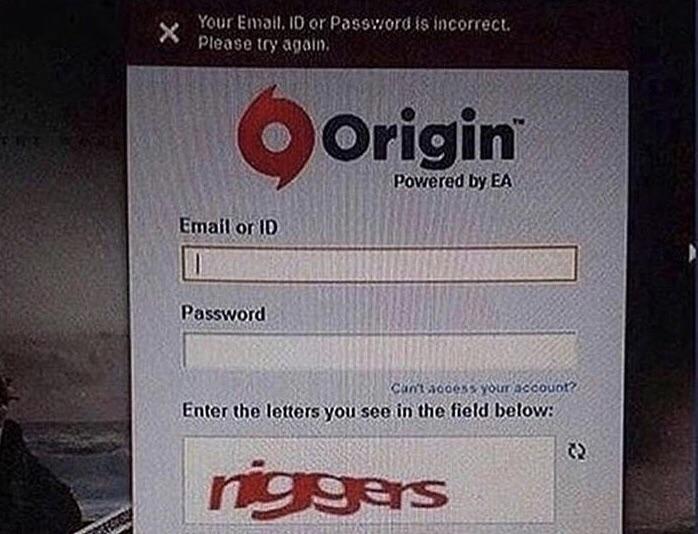 Your Email, ID or Password is incorrect.
Please try again.
Origin™
Powered by EA
Email or ID
Password
Can't access your account?
Enter the letters you see in the field below:
niggers